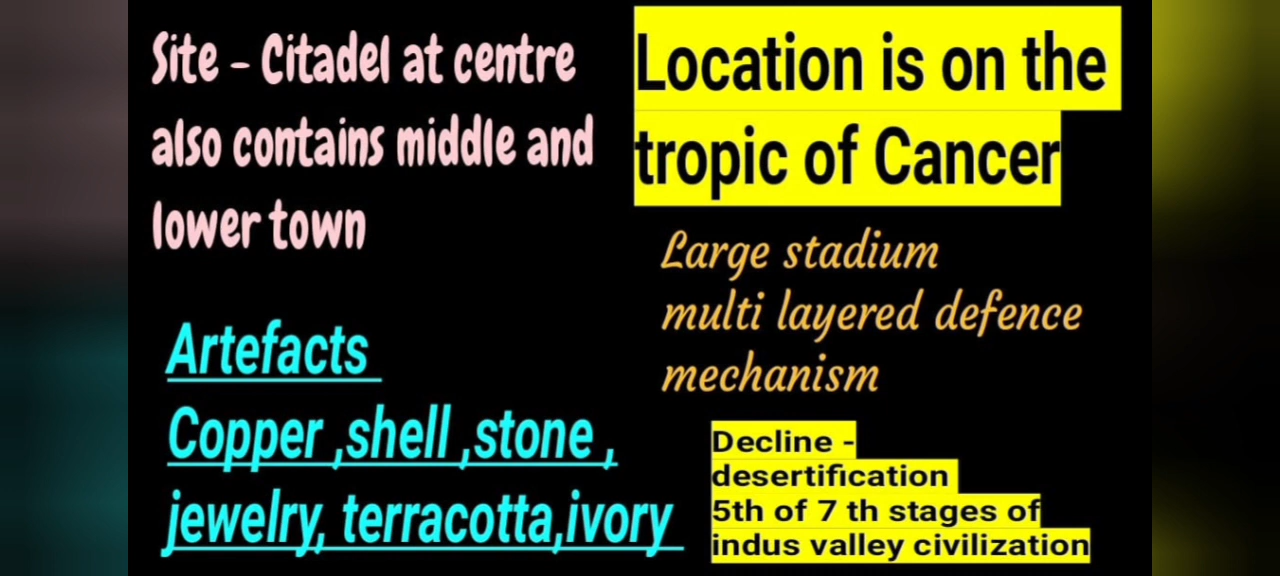 Site - Citadel at centre
also contains middle and
lower town
Location is on the
tropic of Cancer
Large stadium
multi layered defence
mechanism
Artefacts
Copper ,shell ,stone ,
jewelry, terracotta,ivory
Decline -
desertification
5th of 7 th stages of
indus valley civilization